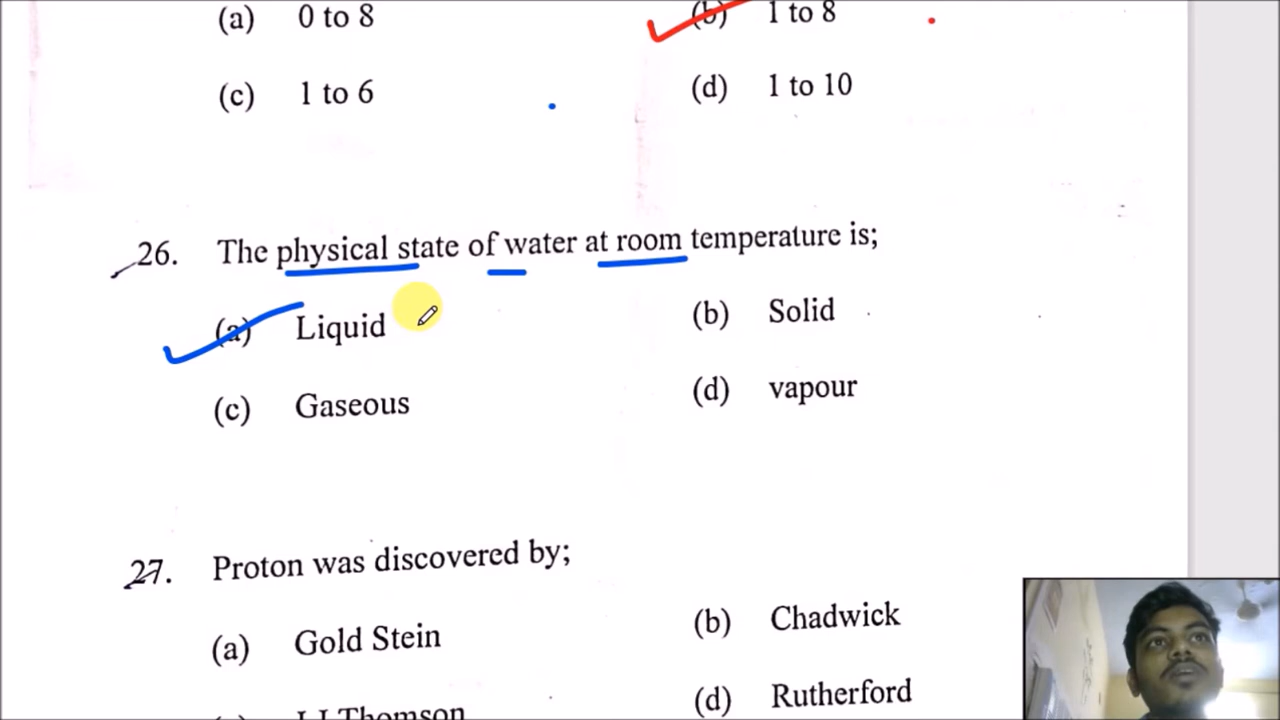 (a) 0 to 8 (b) 1 to 8
(c) 1 to 6 (d) 1 to 10
26. The physical state of water at room temperature is;
(a) Liquid (b) Solid
(c) Gaseous (d) vapour
27. Proton was discovered by;
(a) Gold Stein (b) Chadwick
J J Thomson (d) Rutherford